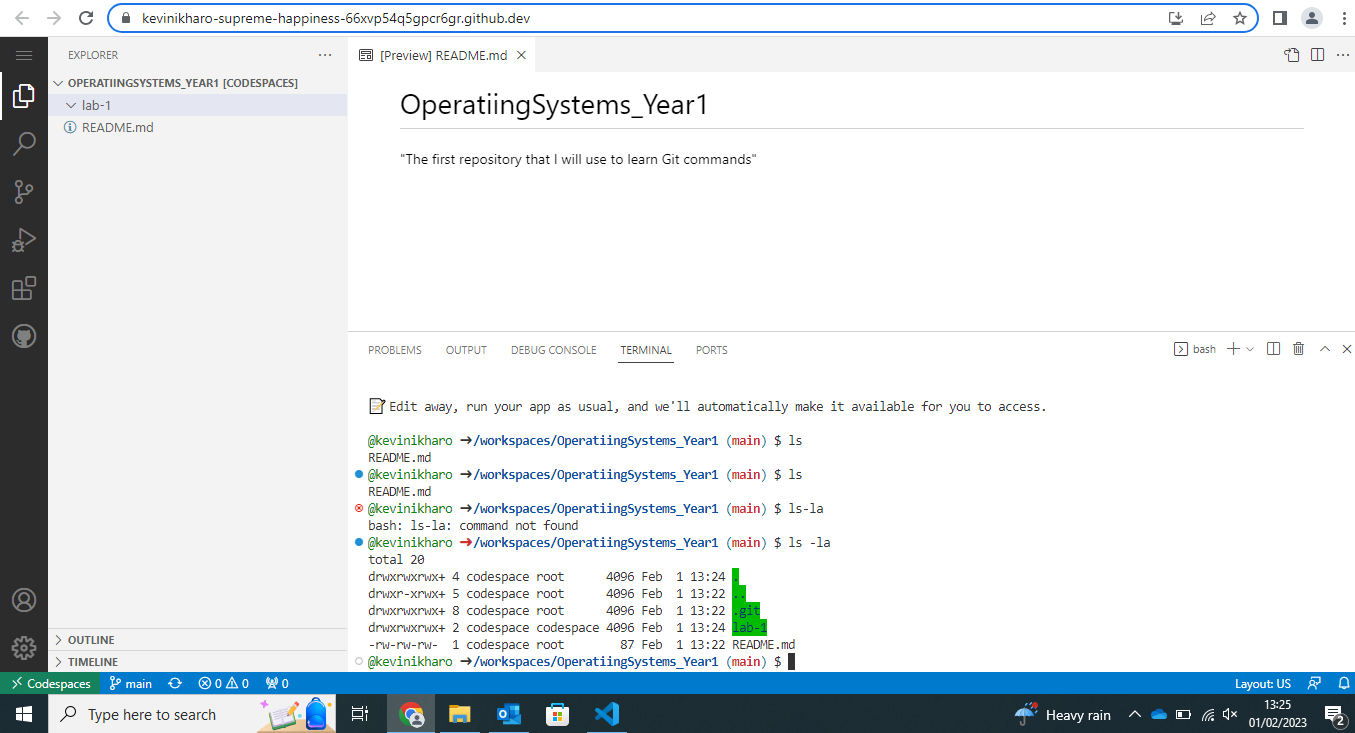 kevinikharo-supreme-happiness-66xvp54q5gpcr6gr.github.dev
EXPLORER
OPERATIINGSYSTEMS_YEAR1 [CODESPACES]
lab-1
README.md
OUTLINE
TIMELINE
[Preview] README.md
OperatiingSystems_Year1
"The first repository that I will use to learn Git commands"
PROBLEMS OUTPUT DEBUG CONSOLE TERMINAL PORTS
bash
Edit away, run your app as usual, and we'll automatically make it available for you to access.
@kevinikharo ➜/workspaces/OperatiingSystems_Year1 (main) $ ls
README.md
@kevinikharo ➜/workspaces/OperatiingSystems_Year1 (main) $ ls
README.md
@kevinikharo ➜/workspaces/OperatiingSystems_Year1 (main) $ ls-la
bash: ls-la: command not found
@kevinikharo ➜/workspaces/OperatiingSystems_Year1 (main) $ ls -la
total 20
drwxrwxrwx+ 4 codespace root      4096 Feb  1 13:24 .
drwxr-xrwx+ 5 codespace root      4096 Feb  1 13:22 ..
drwxrwxrwx+ 8 codespace root      4096 Feb  1 13:22 .git
drwxrwxrwx+ 2 codespace codespace 4096 Feb  1 13:24 lab-1
-rw-rw-rw-  1 codespace root        87 Feb  1 13:22 README.md
@kevinikharo ➜/workspaces/OperatiingSystems_Year1 (main) $
Codespaces main 0 0 0 Layout: US
Type here to search
Heavy rain
13:25
01/02/2023
2